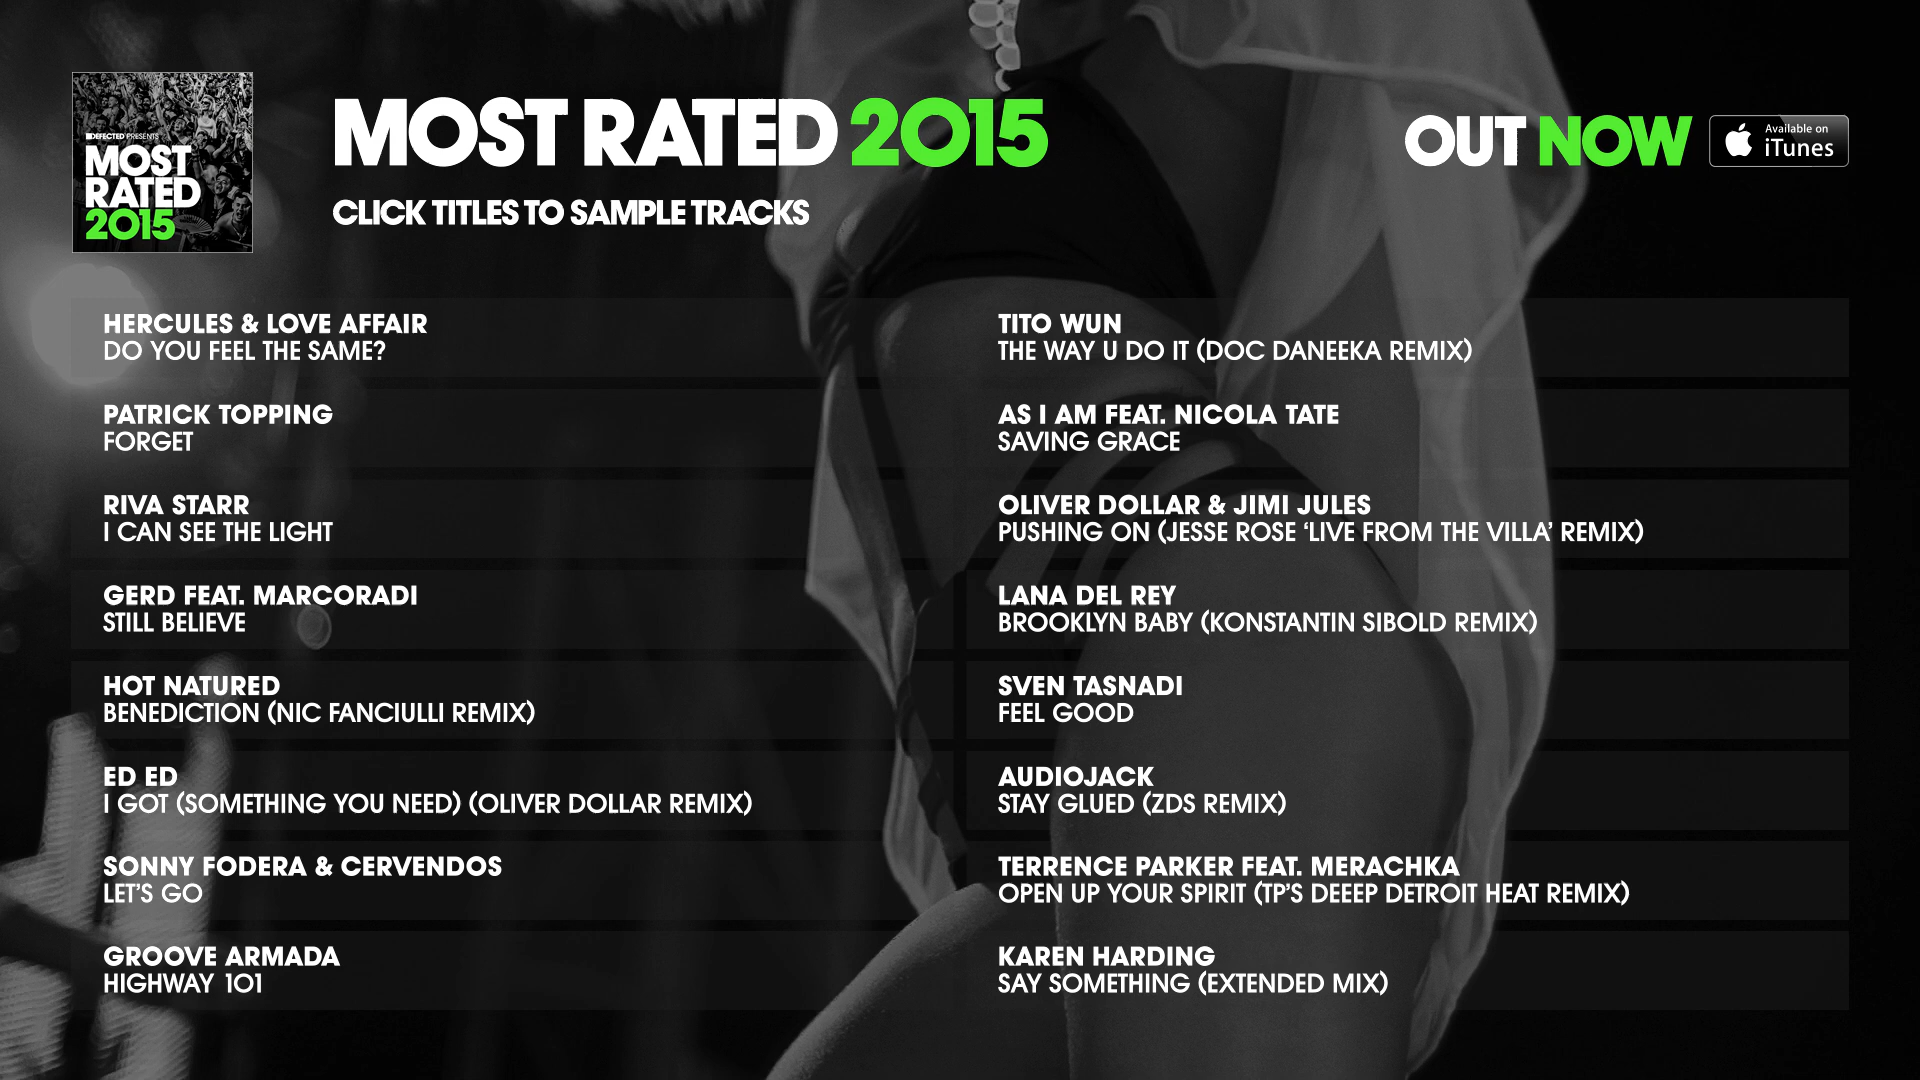 DEFECTED PRESENTS
MOST
RATED
2015
MOST RATED 2015
CLICK TITLES TO SAMPLE TRACKS
OUT NOW
Available on
iTunes
HERCULES & LOVE AFFAIR
DO YOU FEEL THE SAME?
PATRICK TOPPING
FORGET
RIVA STARR
I CAN SEE THE LIGHT
GERD FEAT. MARCORADI
STILL BELIEVE
HOT NATURED
BENEDICTION (NIC FANCIULLI REMIX)
ED ED
I GOT (SOMETHING YOU NEED) (OLIVER DOLLAR REMIX)
SONNY FODERA & CERVENDOS
LET'S GO
GROOVE ARMADA
HIGHWAY 101
TITO WUN
THE WAY U DO IT (DOC DANEEKA REMIX)
AS I AM FEAT. NICOLA TATE
SAVING GRACE
OLIVER DOLLAR & JIMI JULES
PUSHING ON (JESSE ROSE ‘LIVE FROM THE VILLA’ REMIX)
LANA DEL REY
BROOKLYN BABY (KONSTANTIN SIBOLD REMIX)
SVEN TASNADI
FEEL GOOD
AUDIOJACK
STAY GLUED (ZDS REMIX)
TERRENCE PARKER FEAT. MERACHKA
OPEN UP YOUR SPIRIT (TP’S DEEEP DETROIT HEAT REMIX)
KAREN HARDING
SAY SOMETHING (EXTENDED MIX)